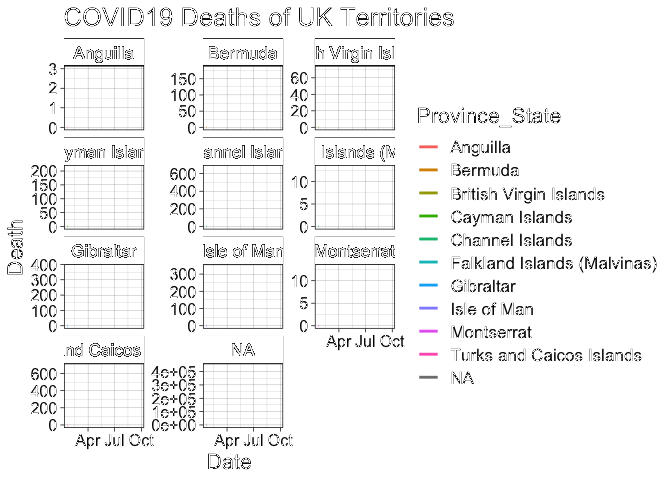 COVID19 Deaths of UK Territories
Anguilla
Bermuda
h Virgin Isl
3
2
1
0
150
100
50
0
60
40
20
0
yman Islan
annel Islan
Islands (M
200
150
100
50
0
600
400
200
0
10
5
0
Gibraltar
Isle of Man
Montserrat
400
300
200
100
0
300
200
100
0
10
5
0
Apr Jul Oct
nd Caicos
NA
600
400
200
0
4e+05
3e+05
2e+05
1e+05
0e+00
Apr Jul Oct
Apr Jul Oct
Death
Date
Province_State
Anguilla
Bermuda
British Virgin Islands
Cayman Islands
Channel Islands
Falkland Islands (Malvinas)
Gibraltar
Isle of Man
Montserrat
Turks and Caicos Islands
NA